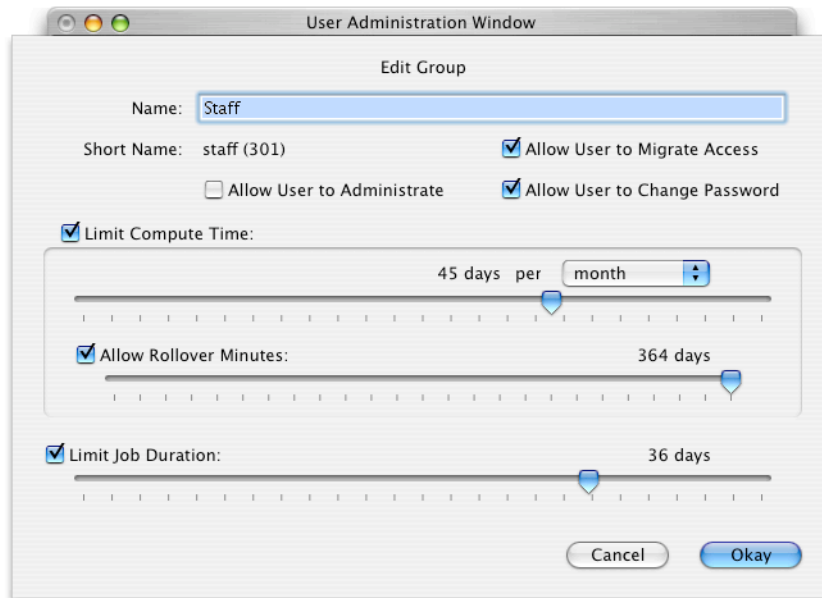 User Administration Window
Edit Group
Name: Staff
Short Name: staff (301)
Allow User to Migrate Access
Allow User to Administrate
Allow User to Change Password
Limit Compute Time:
45 days per month
Allow Rollover Minutes: 364 days
Limit Job Duration: 36 days
Cancel Okay